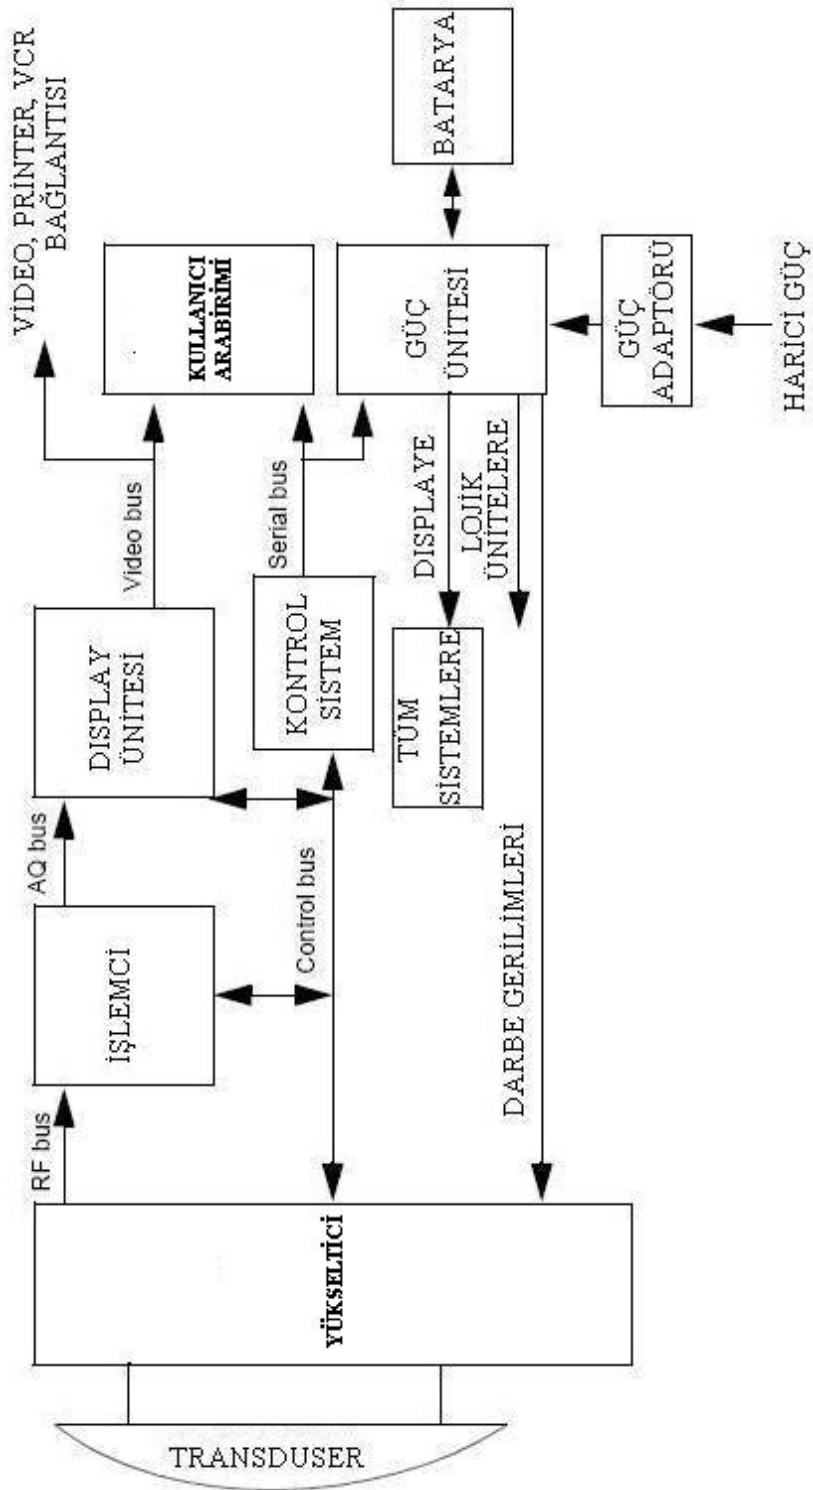 VİDEO, PRİNTER, VCR
BAĞLANTISI
BATARYA
KULLANICI
ARABİRİMİ
GÜÇ
ÜNİTESİ
GÜÇ
ADAPTÖRÜ
HARİCİ GÜÇ
Video bus
Serial bus
DISPLAYE
LOJİK
ÜNİTELERE
DISPLAY
ÜNİTESİ
KONTROL
SİSTEM
TÜM
SİSTEMLERE
AQ bus
Control bus
İŞLEMCİ
DARBE GERİLİMLERİ
RF bus
YÜKSELTİCİ
TRANSDUSER